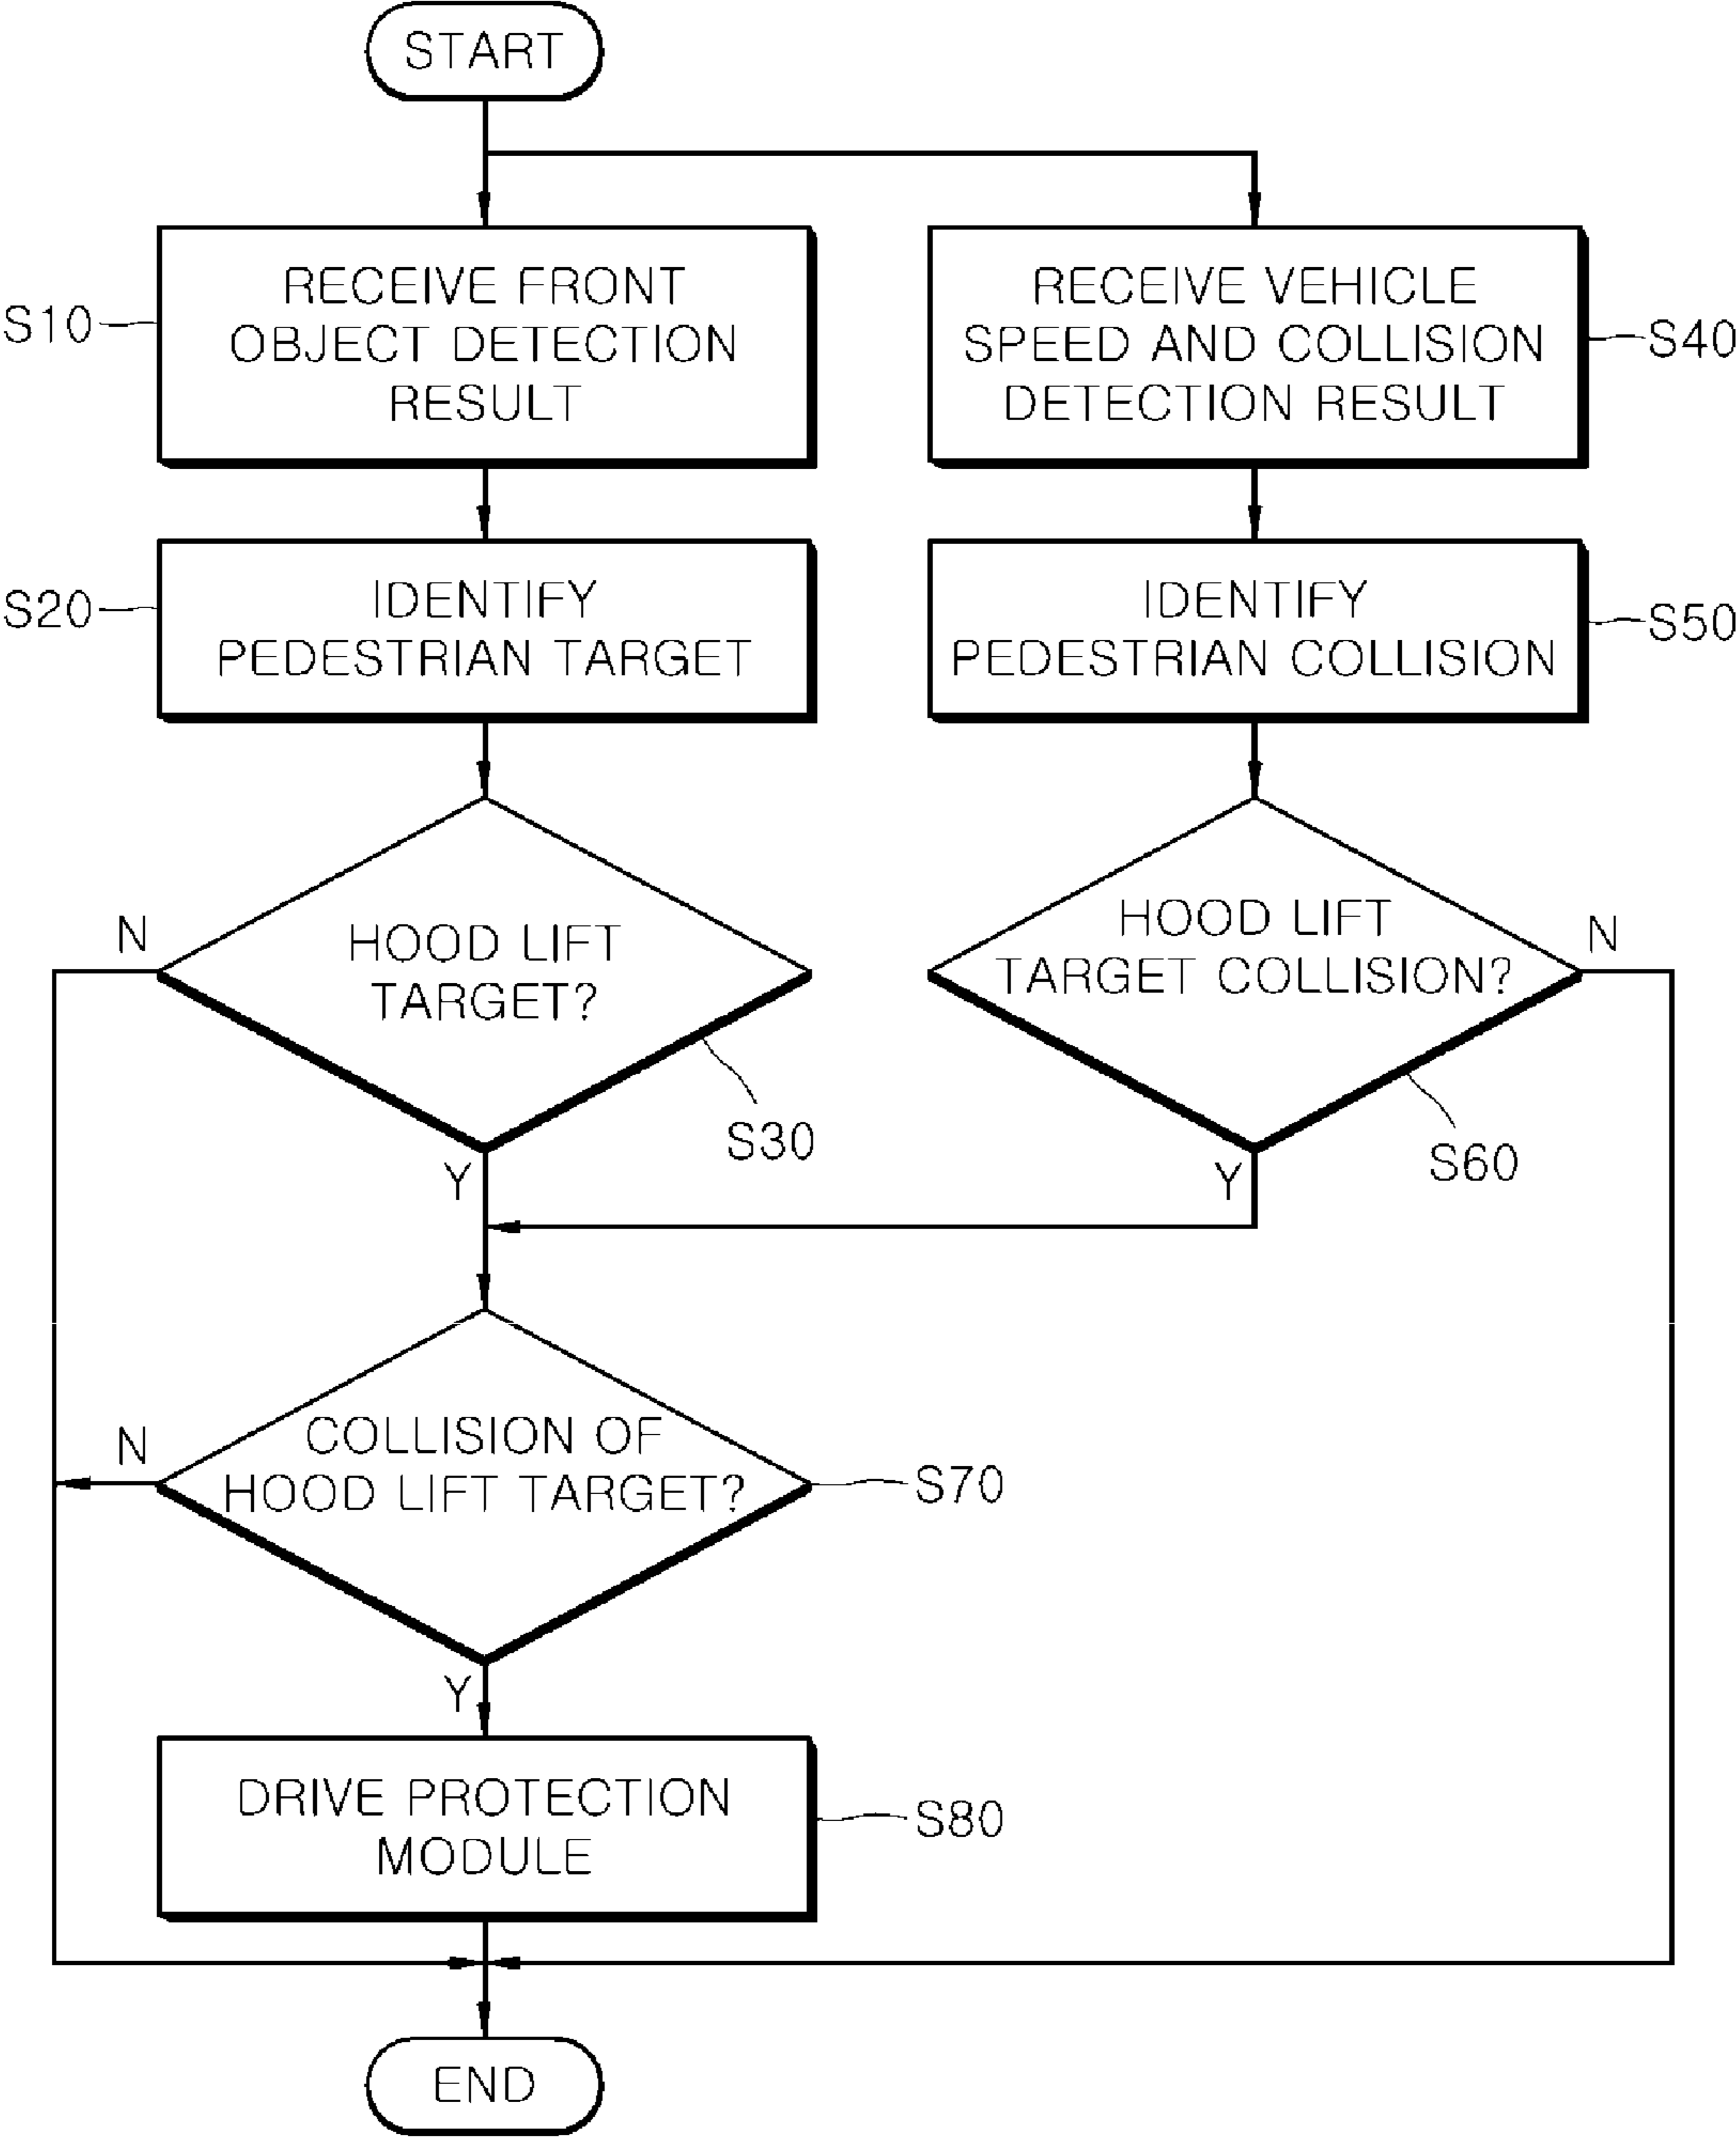 START
S10
RECEIVE FRONT
OBJECT DETECTION
RESULT
RECEIVE VEHICLE
SPEED AND COLLISION
DETECTION RESULT
S40
S20
IDENTIFY
PEDESTRIAN TARGET
IDENTIFY
PEDESTRIAN COLLISION
S50
N
HOOD LIFT
TARGET?
S30
Y
HOOD LIFT
TARGET COLLISION?
N
S60
Y
N
COLLISION OF
HOOD LIFT TARGET?
S70
Y
DRIVE PROTECTION
MODULE
S80
END